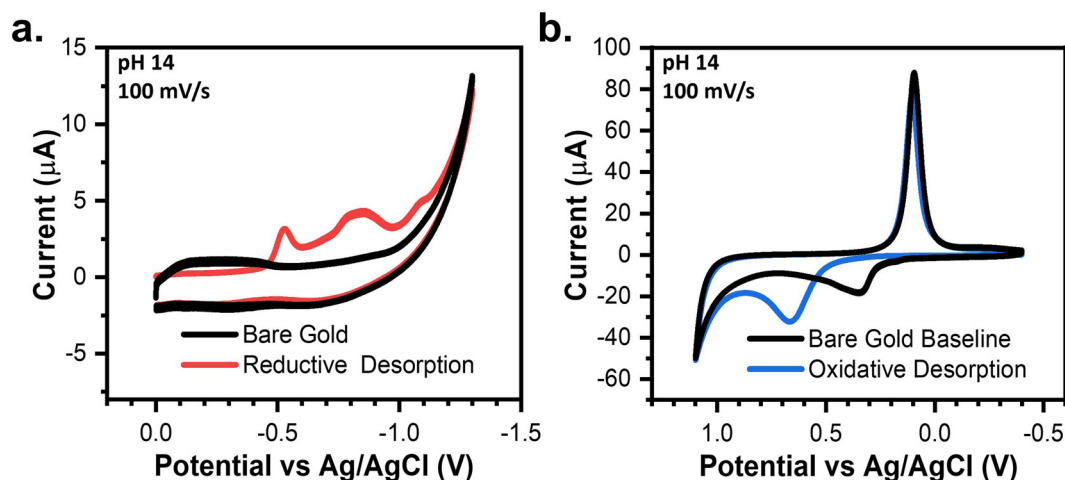 a.
pH 14
100 mV/s
15
10
5
0
-5
Current (μA)
Bare Gold
Reductive Desorption
0.0 -0.5 -1.0 -1.5
Potential vs Ag/AgCl (V)
b.
pH 14
100 mV/s
100
80
60
40
20
0
-20
-40
-60
Current (μA)
Bare Gold Baseline
Oxidative Desorption
1.0 0.5 0.0 -0.5
Potential vs Ag/AgCl (V)